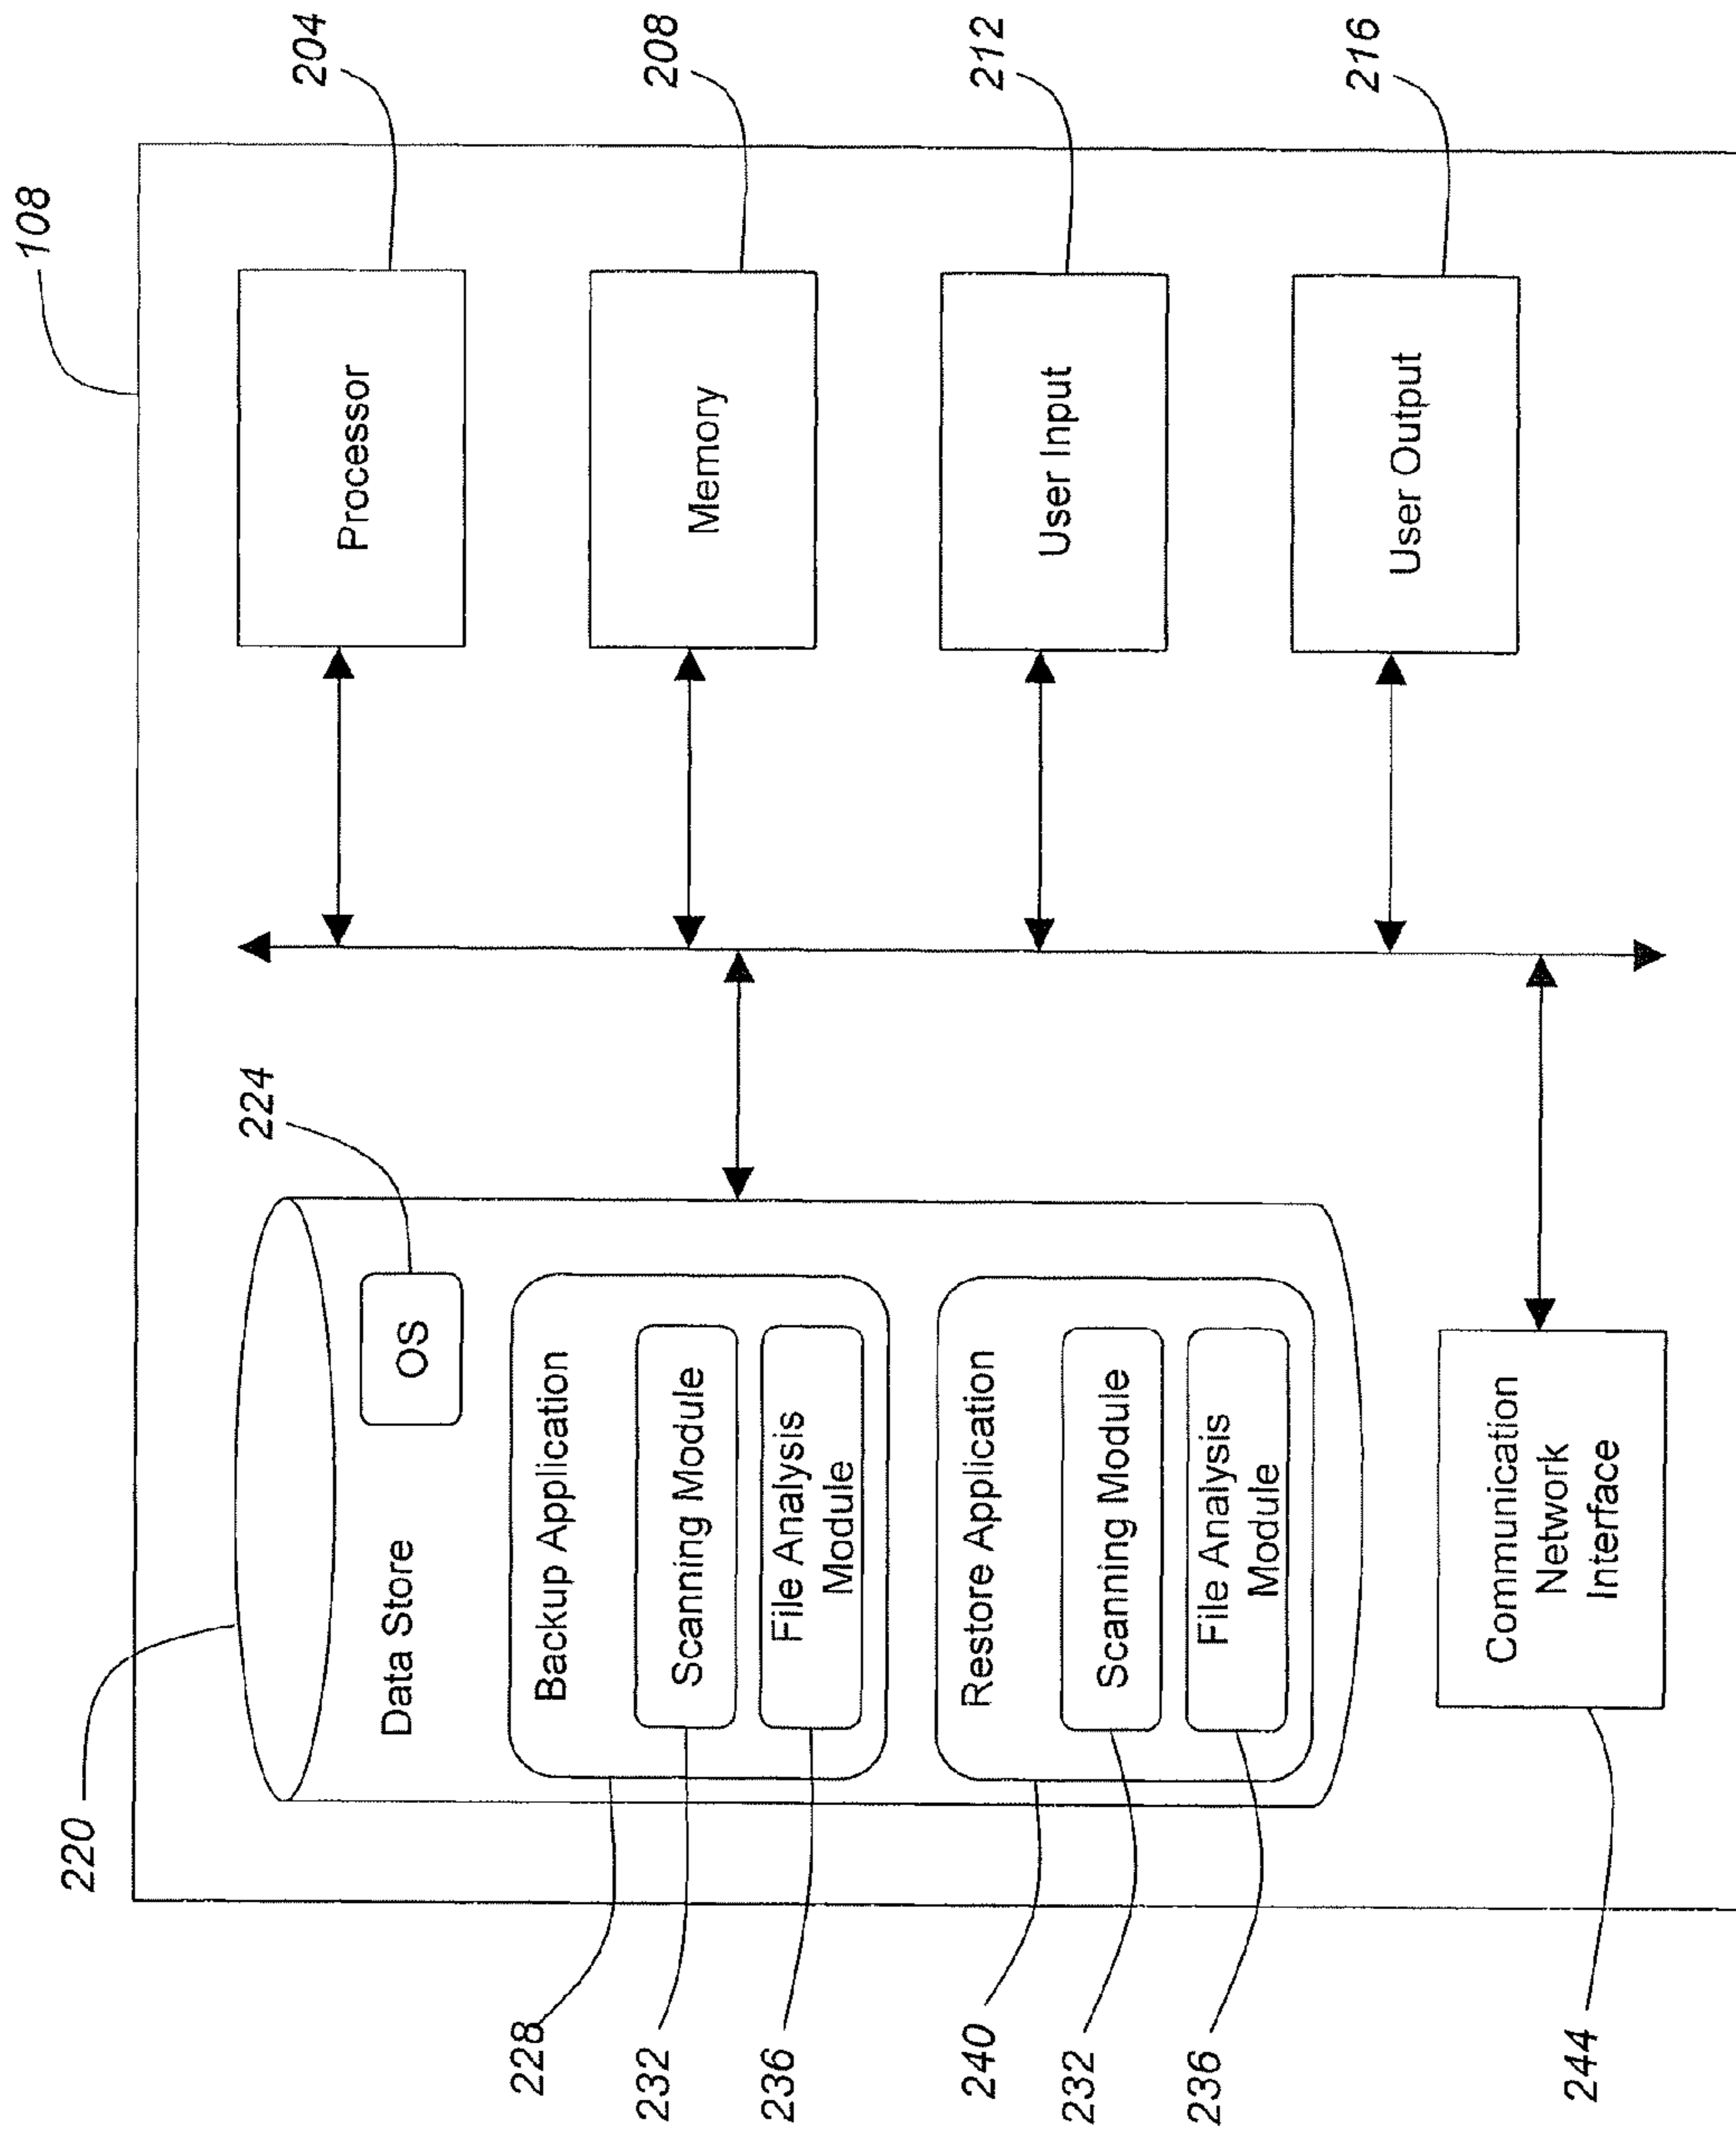 108
220
Data Store
224
OS
228
Backup Application
232
Scanning Module
236
File Analysis
Module
240
Restore Application
232
Scanning Module
236
File Analysis
Module
244
Communication
Network
Interface
204
Processor
208
Memory
212
User Input
216
User Output